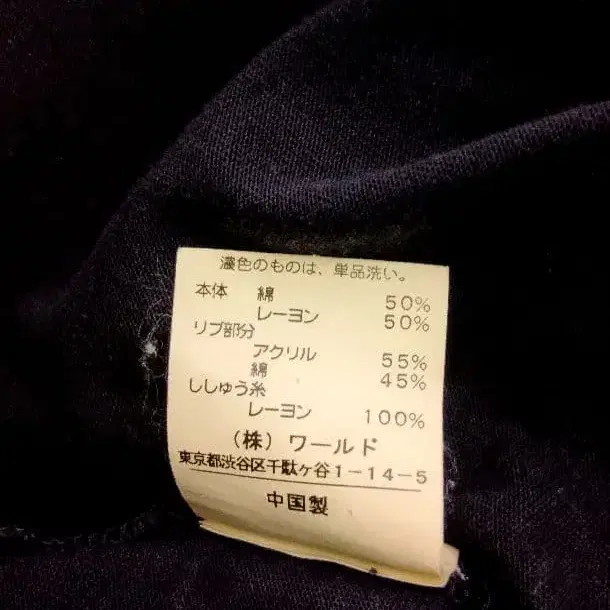 濃色のものは、単品洗い。
本体 綿 50%
レーヨン 50%
リブ部分
アクリル 55%
綿 45%
ししゅう糸
レーヨン 100%
(株)ワールド
東京都渋谷区千駄ヶ谷1-14-5
中国製